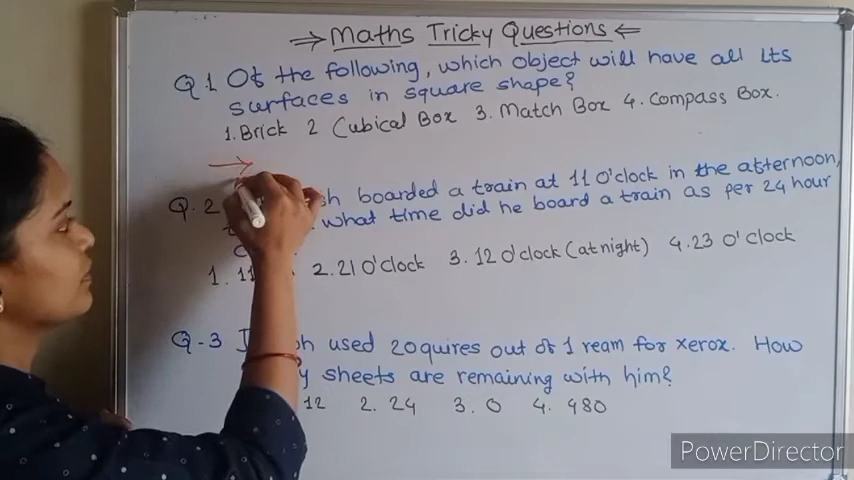 ⇒ Maths Tricky Questions ⇐
Q.1 Of the following, which object will have all its
surfaces in square shape?
1. Brick 2 Cubical Box 3. Match Box 4. Compass Box.
→
Q.2 boarded a train at 11 O'clock in the afternoon,
what time did he board a train as per 24 hour
1. 11 2. 21 O'clock 3. 12 O'clock (at night) 4. 23 O'clock
Q-3 used 20 quires out of 1 ream for xerox. How
sheets are remaining with him?
12 2. 24 3. 0 4. 480
PowerDirector